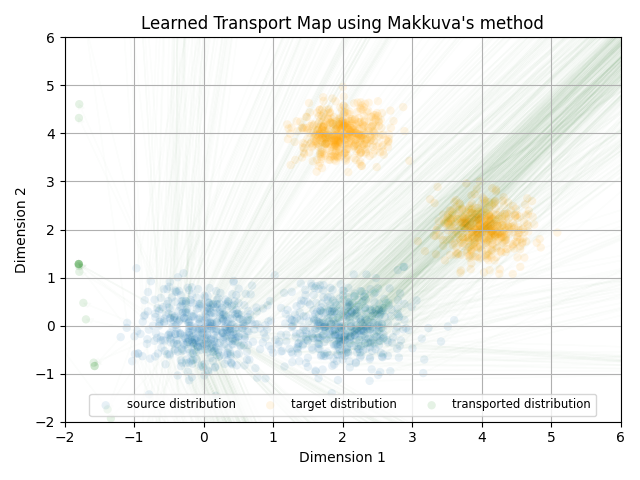 Learned Transport Map using Makkuva's method
6
5
4
3
2
1
0
−1
−2
Dimension 2
source distribution target distribution transported distribution
−2 −1 0 1 2 3 4 5 6
Dimension 1